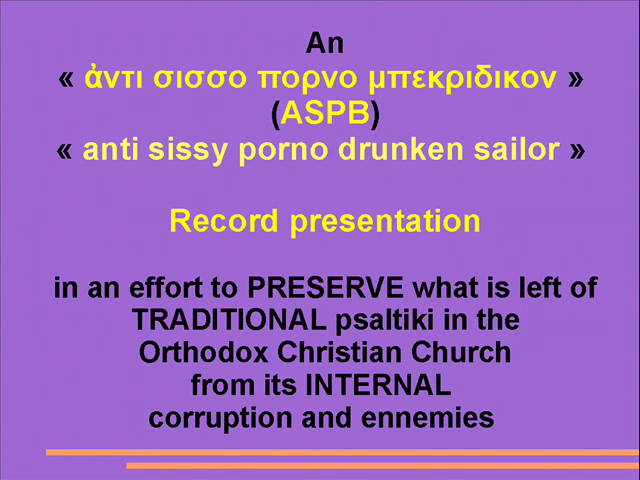 An
« ἀντι σισσο πορνο μπεκριδικον »
(ASPB)
« anti sissy porno drunken sailor »
Record presentation
in an effort to PRESERVE what is left of
TRADITIONAL psaltiki in the
Orthodox Christian Church
from its INTERNAL
corruption and ennemies